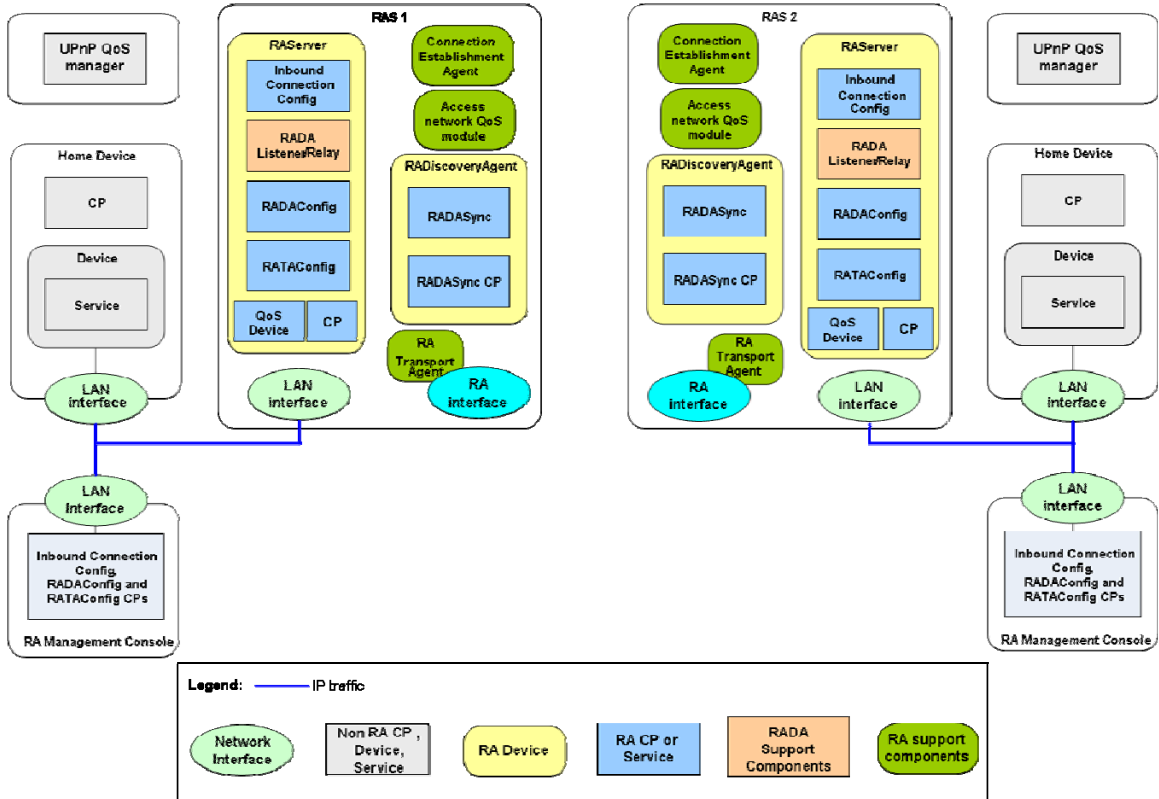 RAS 1
RAS 2
UPnP QoS
manager
RAServer
Inbound
Connection
Config
RADA
Listener/Relay
RADAConfig
RATAConfig
QoS
Device
CP
Connection
Establishment
Agent
Access
network QoS
module
RADiscoveryAgent
RADASync
RADASync CP
RA
Transport
Agent
RA
interface
LAN
interface
Home Device
CP
Device
Service
LAN
interface
LAN
Interface
Inbound Connection
Config,
RADAConfig and
RATAConfig CPs
RA Management Console
Connection
Establishment
Agent
Access
network QoS
module
RADiscoveryAgent
RADASync
RADASync CP
RA
Transport
Agent
RA
interface
RAServer
Inbound
Connection
Config
RADA
Listener/Relay
RADAConfig
RATAConfig
QoS
Device
CP
LAN
interface
UPnP QoS
manager
Home Device
CP
Device
Service
LAN
interface
LAN
interface
Inbound Connection
Config,
RADAConfig and
RATAConfig CPs
RA Management Console
Legend:
IP traffic
Network
Interface
Non RA CP ,
Device,
Service
RA Device
RA CP or
Service
RADA
Support
Components
RA support
components